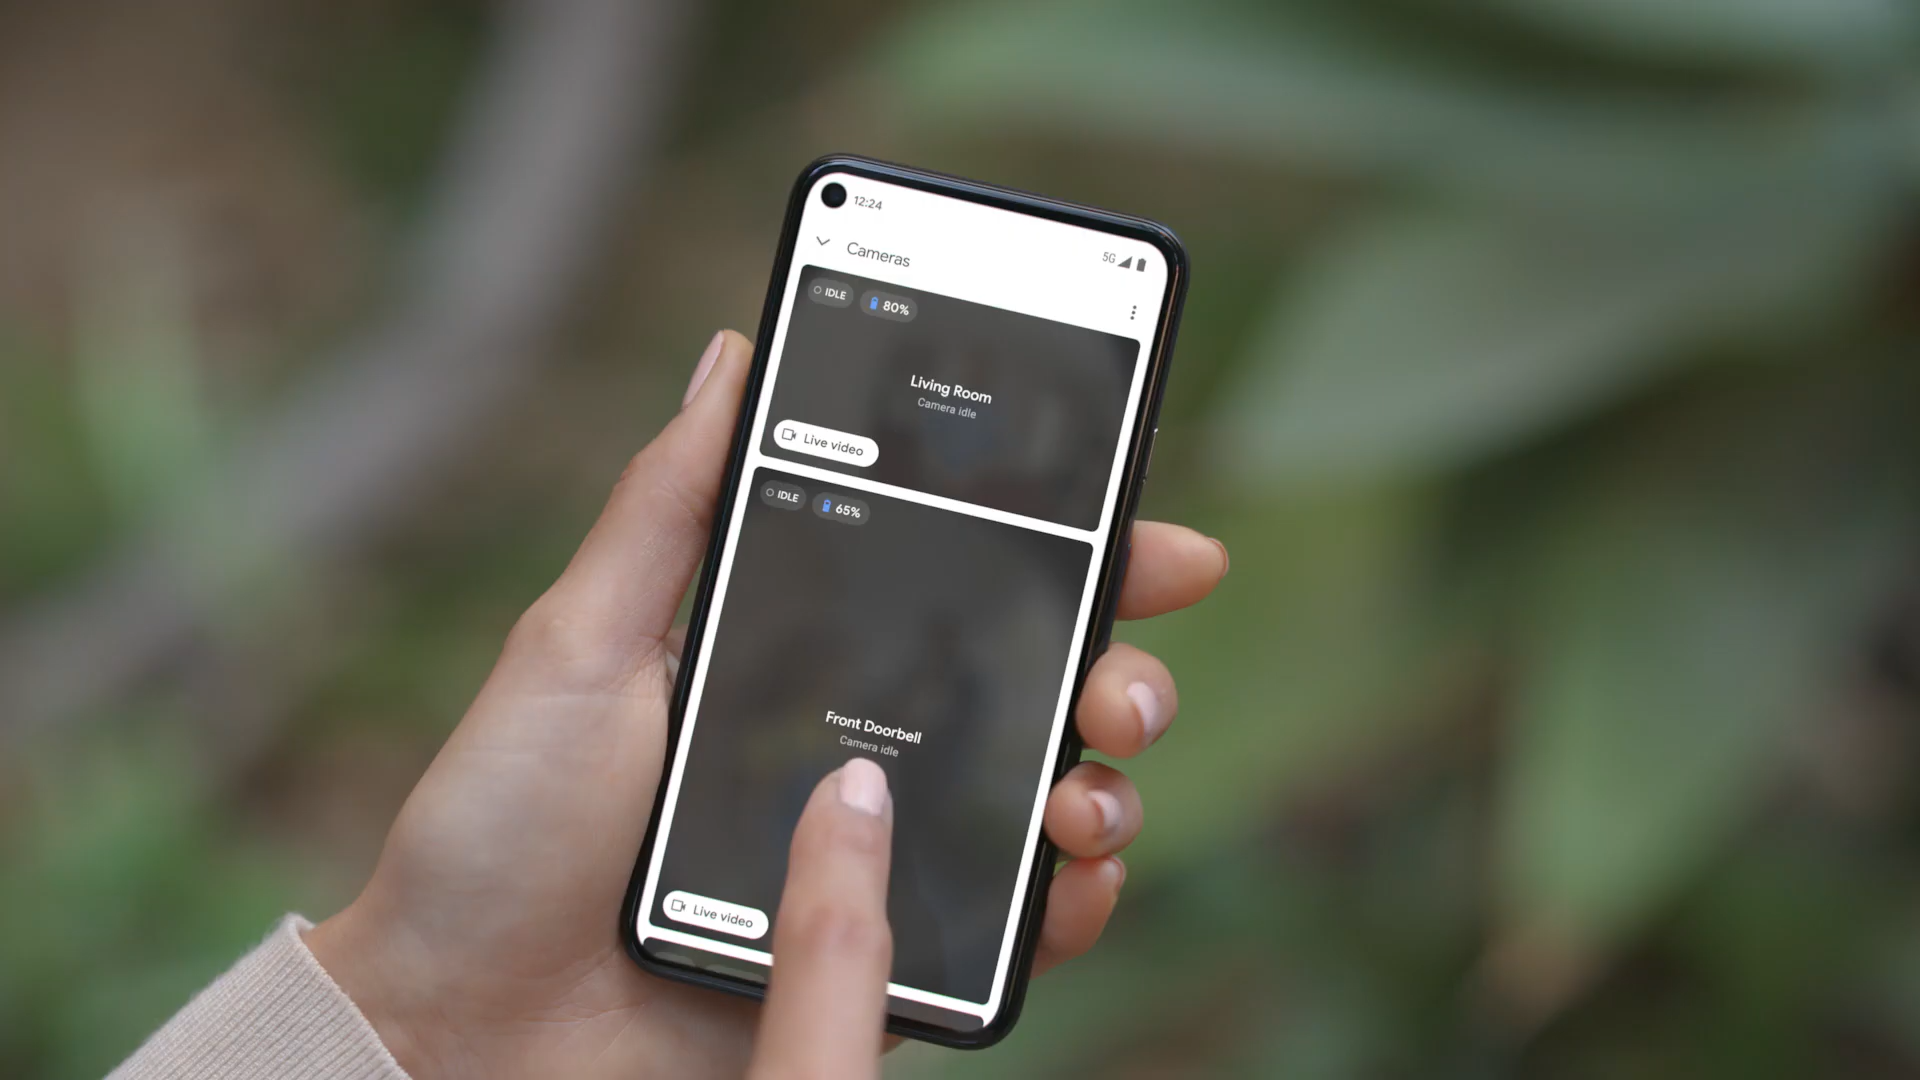 12:24
5G
Cameras
IDLE 80%
Living Room
Camera idle
Live video
IDLE 65%
Front Doorbell
Camera idle
Live video